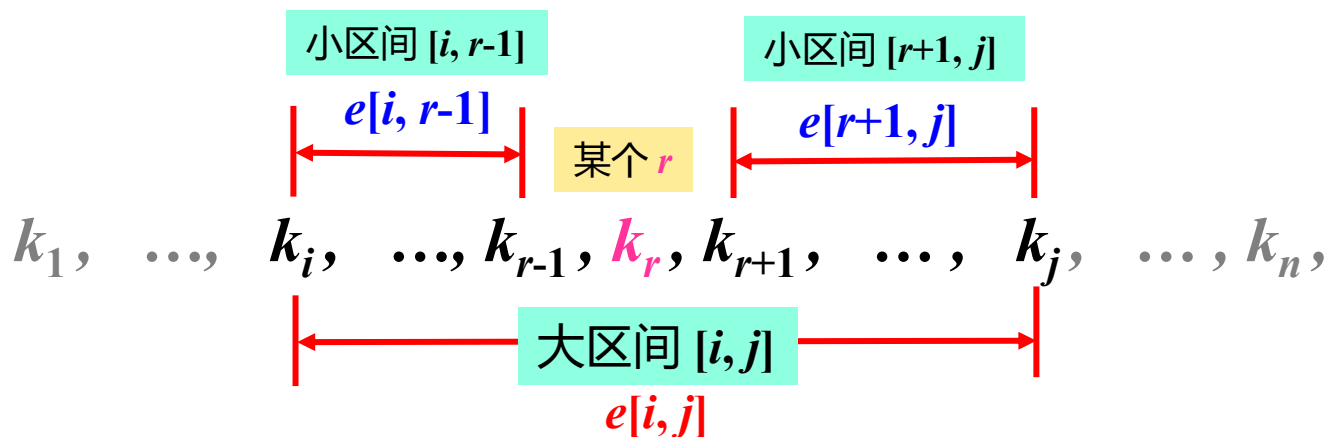 小区间 [i, r-1] 小区间 [r+1, j]
e[i, r-1] e[r+1, j]
某个 r
k1, …, ki, …, kr-1, kr, kr+1, …, kj, …, kn,
大区间 [i, j]
e[i, j]